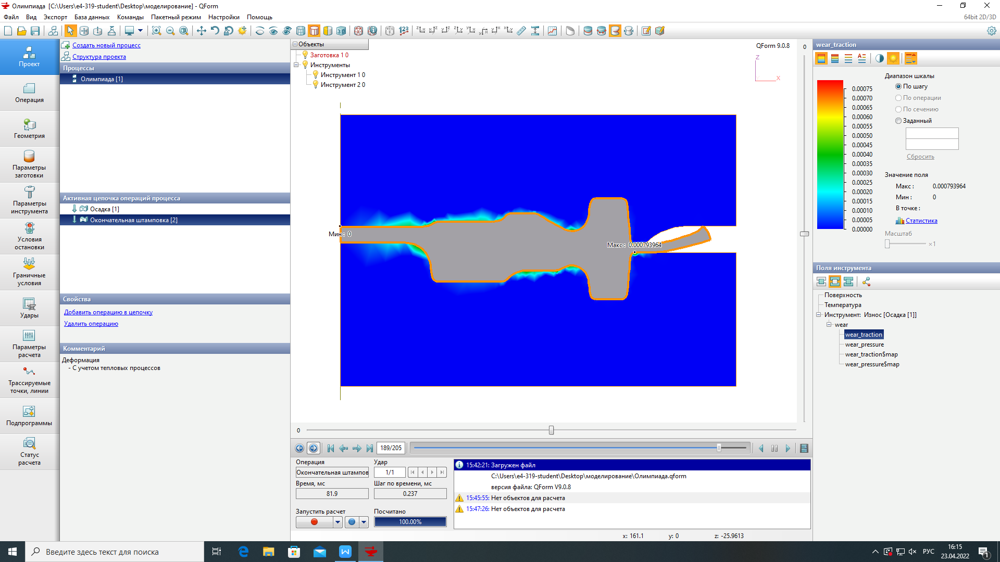 Олимпиада [C:\Users\e4-319-student\Desktop\моделирование] - QForm
Файл Вид Экспорт База данных Команды Пакетный режим Настройки Помощь
64bit 2D/3D
Проект
Операция
Геометрия
Параметры
заготовки
Параметры
инструмента
Условия
остановки
Граничные
условия
Удары
Параметры
расчета
Трассируемые
точки, линии
Подпрограммы
Статус
расчета
Создать новый процесс
Структура проекта
Процессы
Олимпиада [1]
Активная цепочка операций процесса
Осадка [1]
Окончательная штамповка [2]
Свойства
Добавить операцию в цепочку
Удалить операцию
Комментарий
Деформация
- С учетом тепловых процессов
Объекты
Заготовка 1 0
Инструменты
Инструмент 1 0
Инструмент 2 0
QForm 9.0.8
Z
X
0
Мин : 0
Макс : 0.000793964
0
189/205
Операция
Окончательная штампов
Удар
1/1
Время, мс
81.9
Шаг по времени, мс
0.237
Запустить расчет
Посчитано
100.00%
15:42:21: Загружен файл
C:\Users\e4-319-student\Desktop\моделирование\Олимпиада.qform
версия файла: QForm V9.0.8
15:45:55: Нет объектов для расчета
15:47:26: Нет объектов для расчета
x: 161.1 y: 0 z: -25.9613
wear_traction
0.00075
0.00070
0.00065
0.00060
0.00055
0.00050
0.00045
0.00040
0.00035
0.00030
0.00025
0.00020
0.00015
0.00010
0.00005
0.00000
Диапазон шкалы
По шагу
По операции
По сечению
Заданный
Сбросить
Значение поля
Макс : 0.000793964
Мин : 0
В точке :
Статистика
Масштаб
×1
Поля инструмента
Поверхность
Температура
Инструмент: Износ [Осадка [1]]
wear
wear_traction
wear_pressure
wear_traction$map
wear_pressure$map
Введите здесь текст для поиска
РУС
16:15
23.04.2022
1